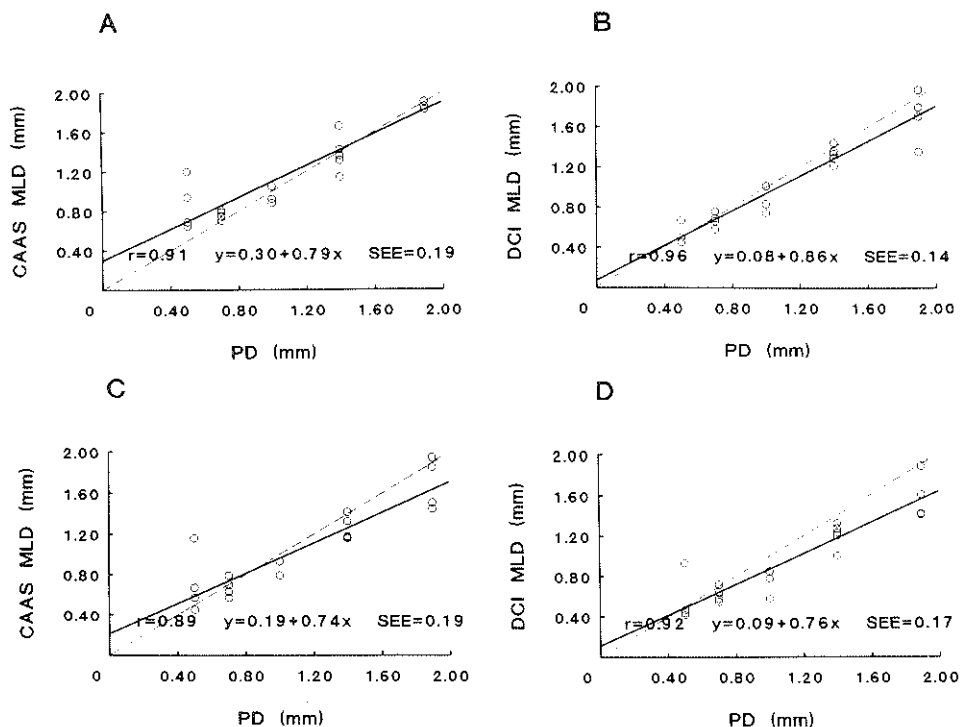 A
CAAS MLD (mm)
2.00
1.60
1.20
0.80
0.40
r=0.91 y=0.30+0.79x SEE=0.19
0 0.40 0.80 1.20 1.60 2.00
PD (mm)
B
DCI MLD (mm)
2.00
1.60
1.20
0.80
0.40
r=0.96 y=0.08+0.86x SEE=0.14
0 0.40 0.80 1.20 1.60 2.00
PD (mm)
C
CAAS MLD (mm)
2.00
1.60
1.20
0.80
0.40
r=0.89 y=0.19+0.74x SEE=0.19
0 0.40 0.80 1.20 1.60 2.00
PD (mm)
D
DCI MLD (mm)
2.00
1.60
1.20
0.80
0.40
r=0.92 y=0.09+0.76x SEE=0.17
0 0.40 0.80 1.20 1.60 2.00
PD (mm)